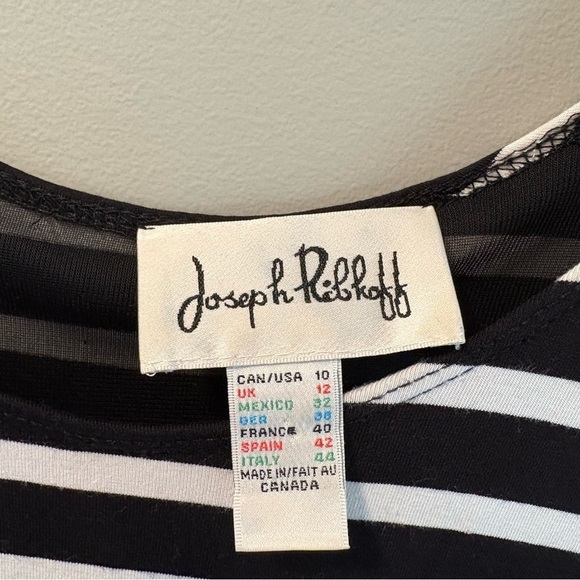 Joseph Ribkoff
CAN/USA 10
UK 12
MEXICO 32
GER 38
FRANCE 40
SPAIN 42
ITALY 44
MADE IN/FAIT AU
CANADA